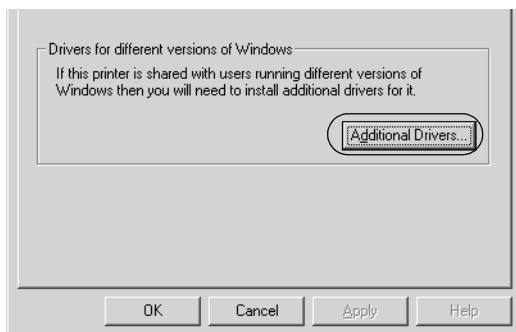 Drivers for different versions of Windows
If this printer is shared with users running different versions of
Windows then you will need to install additional drivers for it.
Additional Drivers...
OK Cancel Apply Help